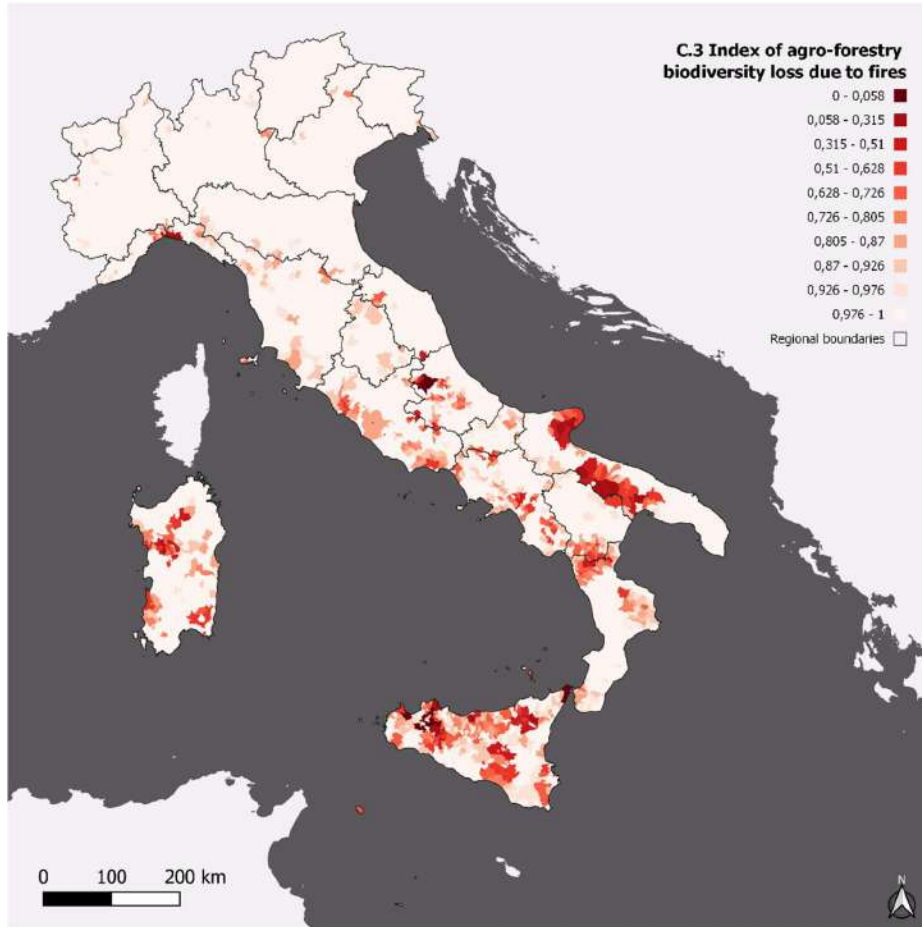 C.3 Index of agro-forestry
biodiversity loss due to fires
0 - 0,058
0,058 - 0,315
0,315 - 0,51
0,51 - 0,628
0,628 - 0,726
0,726 - 0,805
0,805 - 0,87
0,87 - 0,926
0,926 - 0,976
0,976 - 1
Regional boundaries
0 100 200 km
N